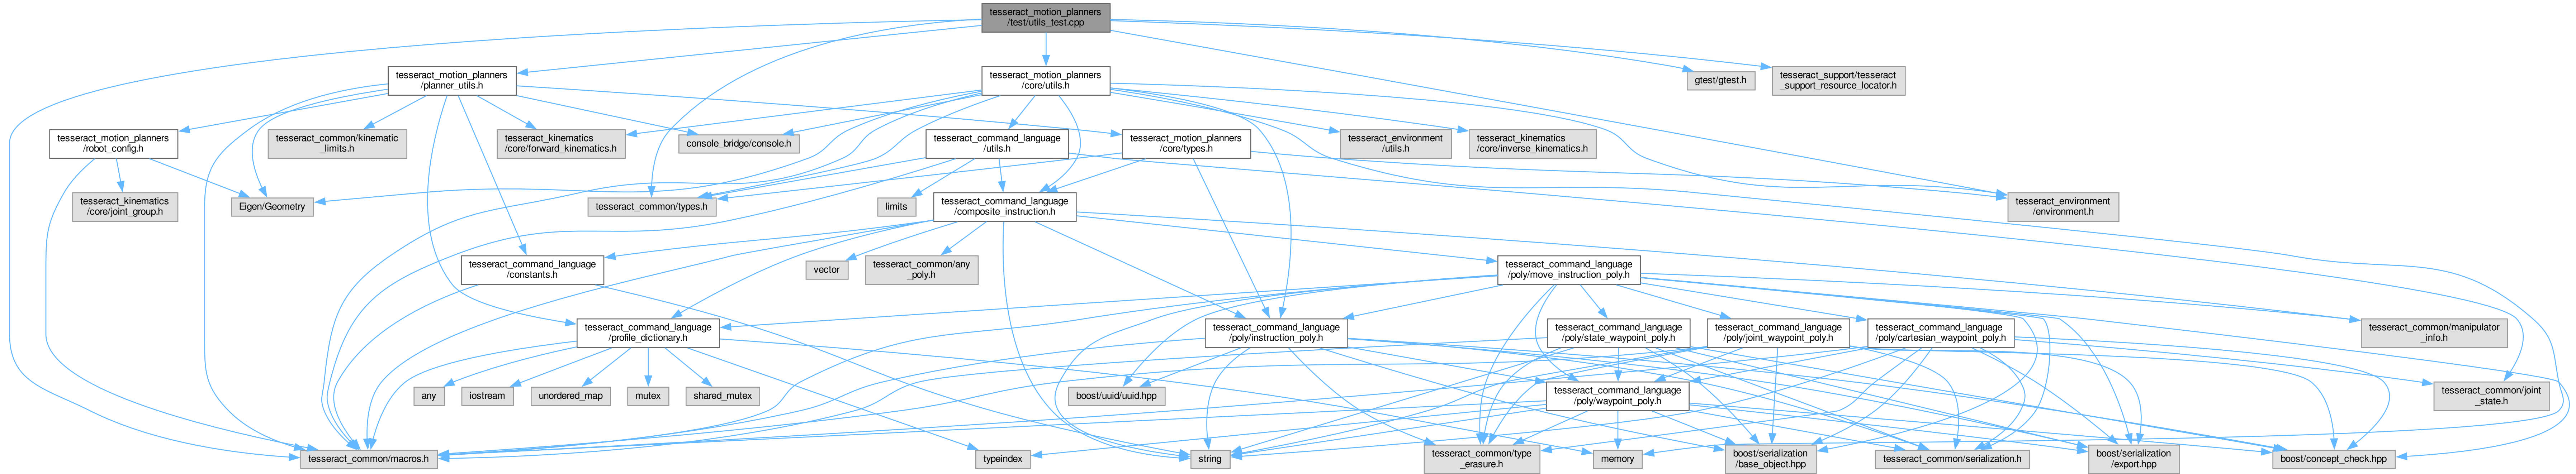 tesseract_motion_planners
/test/utils_test.cpp
tesseract_motion_planners
/planner_utils.h
tesseract_motion_planners
/core/utils.h
gtest/gtest.h
tesseract_support/tesseract
_support_resource_locator.h
tesseract_motion_planners
/robot_config.h
tesseract_common/kinematic
_limits.h
tesseract_kinematics
/core/forward_kinematics.h
console_bridge/console.h
tesseract_command_language
/utils.h
tesseract_motion_planners
/core/types.h
tesseract_environment
/utils.h
tesseract_kinematics
/core/inverse_kinematics.h
tesseract_kinematics
/core/joint_group.h
Eigen/Geometry
tesseract_common/types.h
limits
tesseract_command_language
/composite_instruction.h
tesseract_environment
/environment.h
tesseract_command_language
/constants.h
vector
tesseract_common/any
_poly.h
tesseract_command_language
/poly/move_instruction_poly.h
tesseract_command_language
/profile_dictionary.h
tesseract_command_language
/poly/instruction_poly.h
tesseract_command_language
/poly/state_waypoint_poly.h
tesseract_command_language
/poly/joint_waypoint_poly.h
tesseract_command_language
/poly/cartesian_waypoint_poly.h
tesseract_common/manipulator
_info.h
any
iostream
unordered_map
mutex
shared_mutex
boost/uuid/uuid.hpp
tesseract_command_language
/poly/waypoint_poly.h
tesseract_common/joint
_state.h
tesseract_common/macros.h
typeindex
string
tesseract_common/type
_erasure.h
memory
boost/serialization
/base_object.hpp
tesseract_common/serialization.h
boost/serialization
/export.hpp
boost/concept_check.hpp